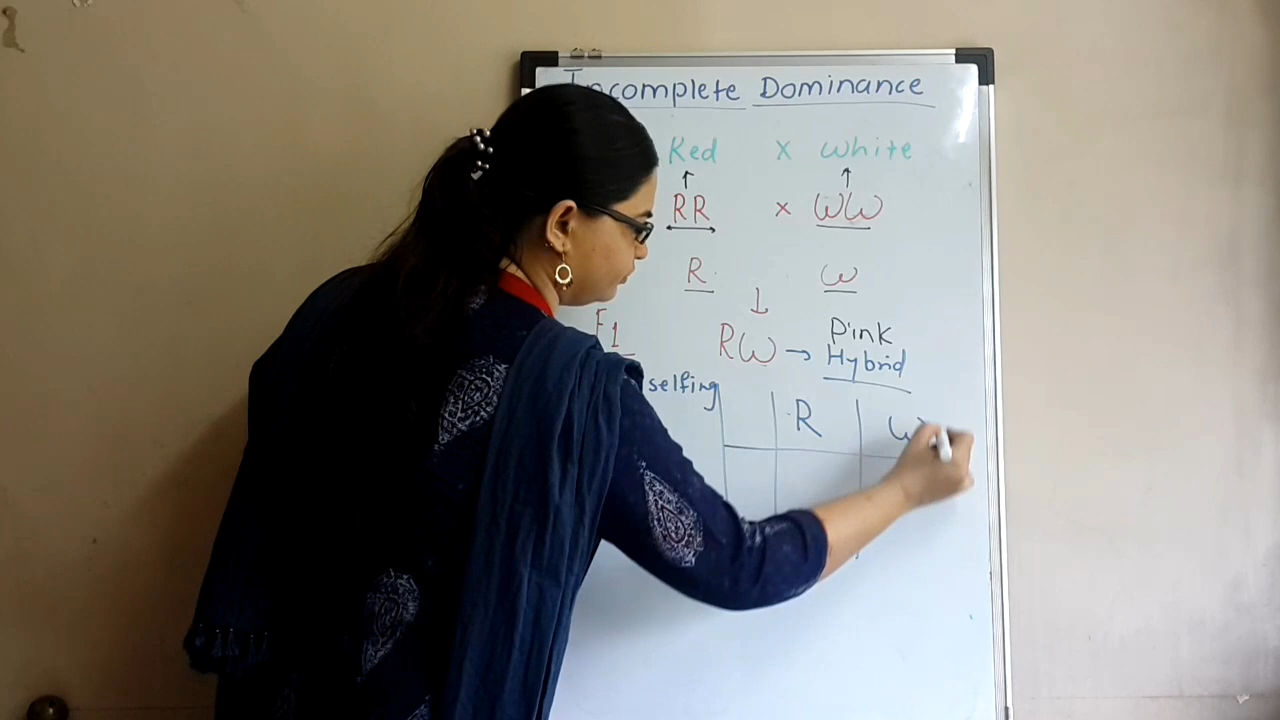 Incomplete Dominance
Red x White
RR x WW
R W
F1 RW → Pink
Hybrid
selfing
R W